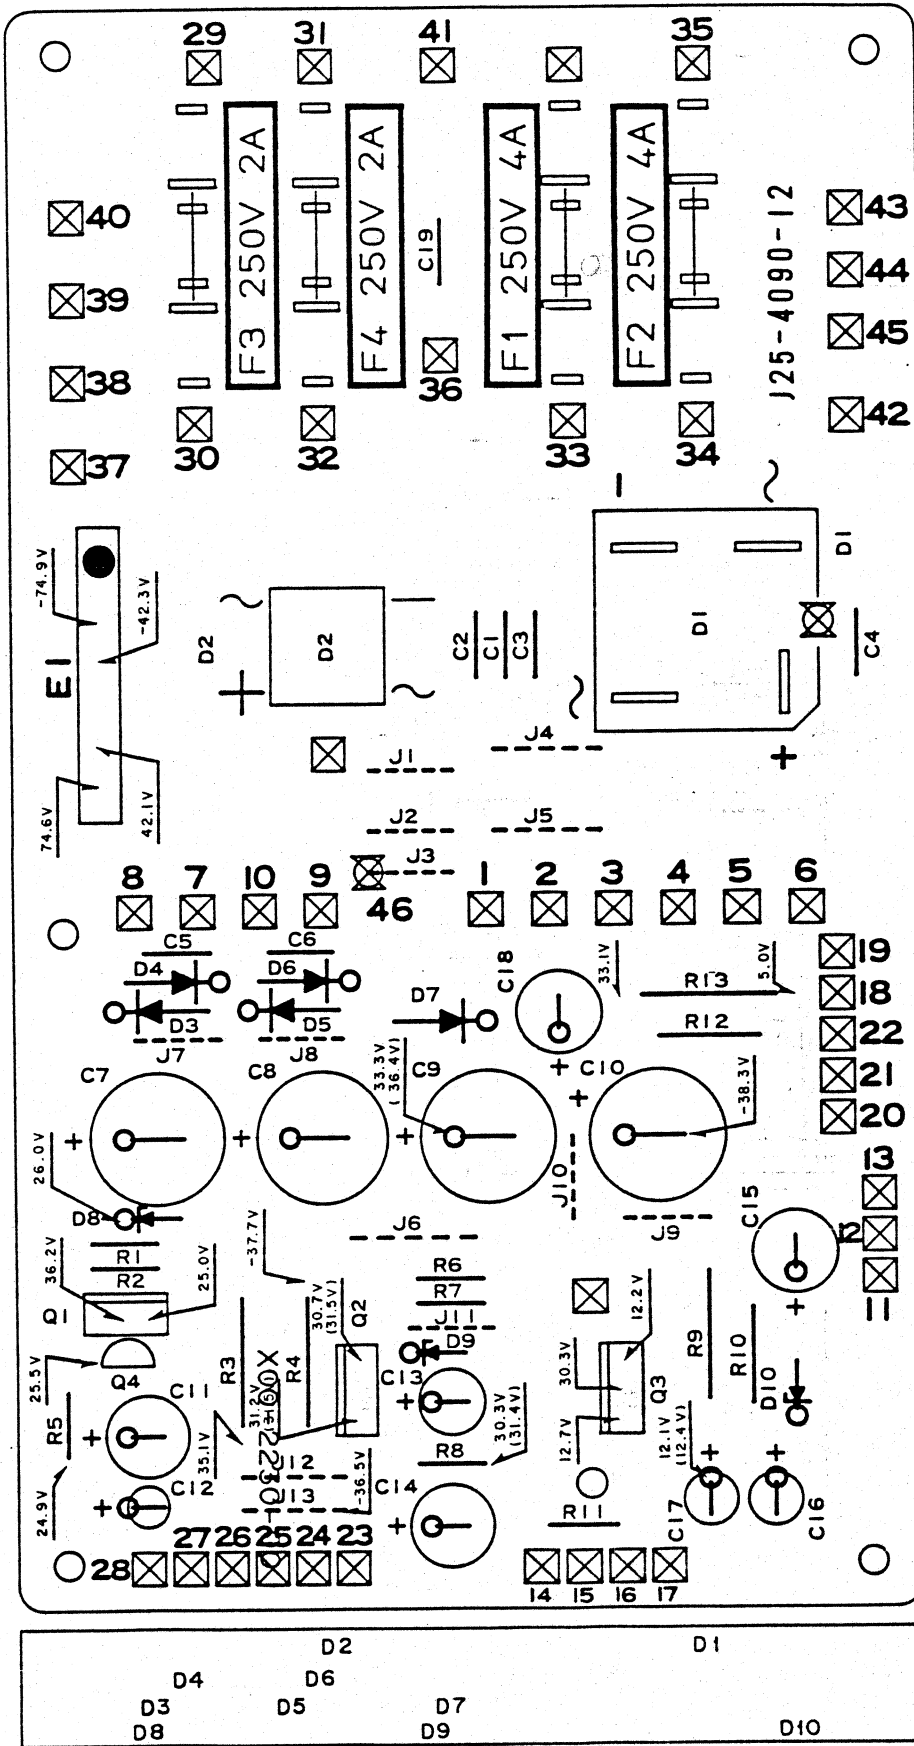 29 31 41 35
F3 250V 2A
F4 250V 2A
F1 250V 4A
F2 250V 4A
C19
J25-4090-12
40 43
39 44
38 45
37 42
36
30 32 33 34
-74.9V
-42.3V
E1
74.6V
42.1V
D2 D2
+
C2 C1 C3
D1 D1
C4
−
+
J1 J4
J2 J5
J3
8 7 10 9 46 1 2 3 4 5 6
C5 C6
D4 D6
D3 D5
J7 J8
D7
C18
+
33.1V
5.0V
R13
R12
19
18
22
21
20
13
12
11
C7 C8 C9 C10
+ + + +
33.3V
(36.4V)
-38.3V
26.0V
D8
J6
J10
J9
C15
+
R1
R2
36.2V
25.0V
-37.7V
30.7V
(31.5V)
R6
R7
J11
D9
Q1
Q2
Q4
25.5V
R3
R4
C13
+
12.2V
30.3V
Q3
12.7V
R9
R10
D10
R5
C11
+
35.1V
31.2V
30.3V
(31.4V)
R8
12.1V
(12.4V)
24.9V
C12
+
J12
J13
-36.5V
C14
+
R11
C17
+
C16
+
28 27 26 25 24 23
14 15 16 17
D2 D1
D4 D6
D3 D5 D7
D8 D9 D10